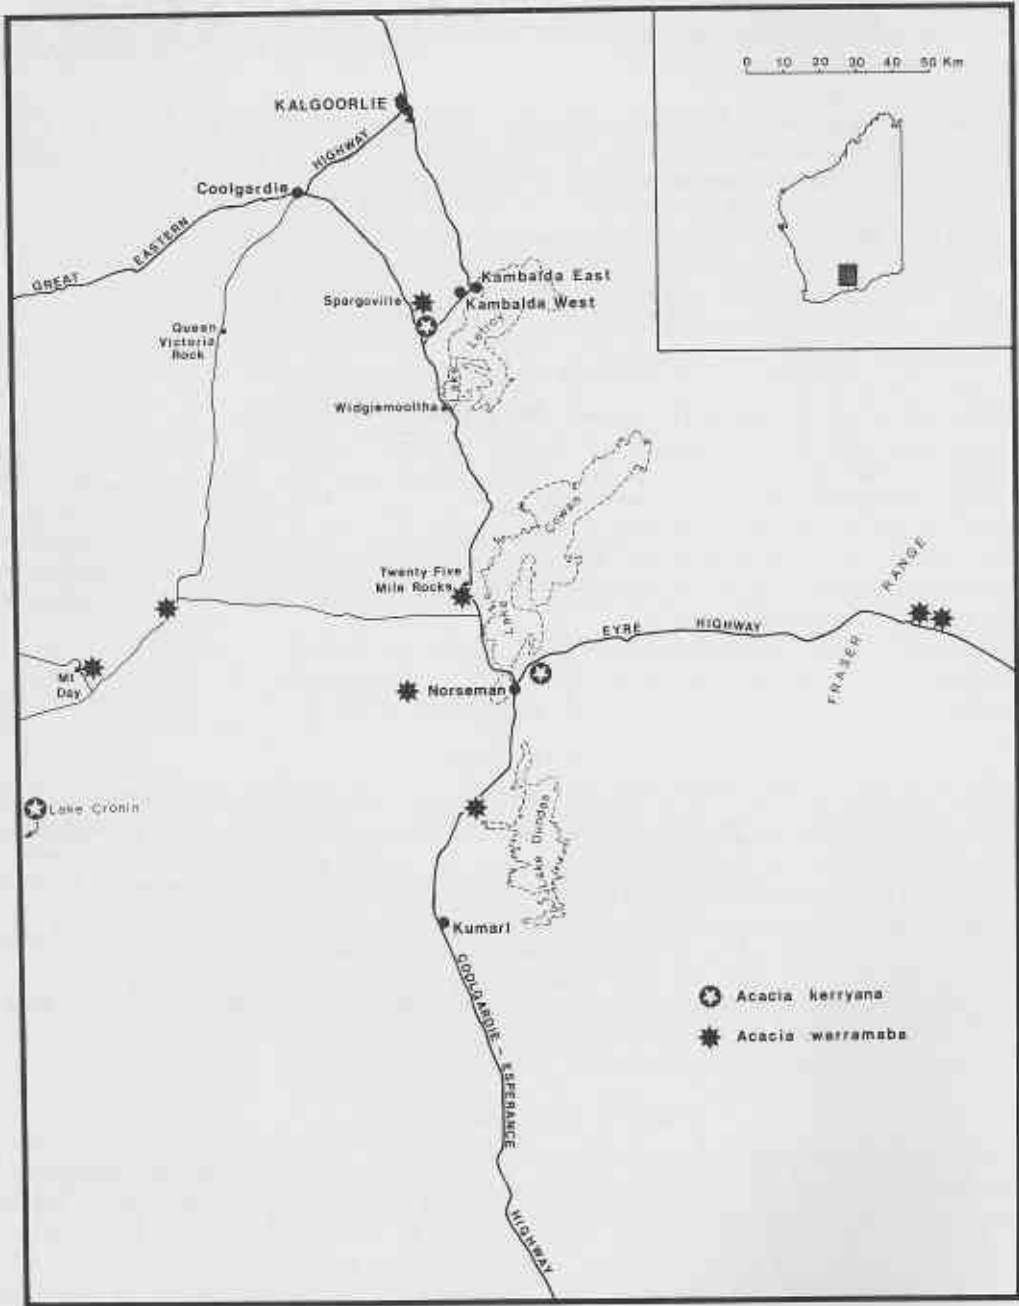 0 10 20 30 40 50 Km
KALGOORLIE
HIGHWAY
Coolgardie
EASTERN
GREAT
Kambalda East
Spargoville
Kambalda West
Queen
Victoria
Rock
Lake Lefroy
Widgiemooltha
Cowan
Twenty Five
Mile Rocks
Lake
RANGE
EYRE HIGHWAY
FRASER
Mt
Day
Norseman
Lake Cronin
Lake Dundas
Kumarl
COOLGARDIE – ESPERANCE
HIGHWAY
Acacia kerryana
Acacia warramaba